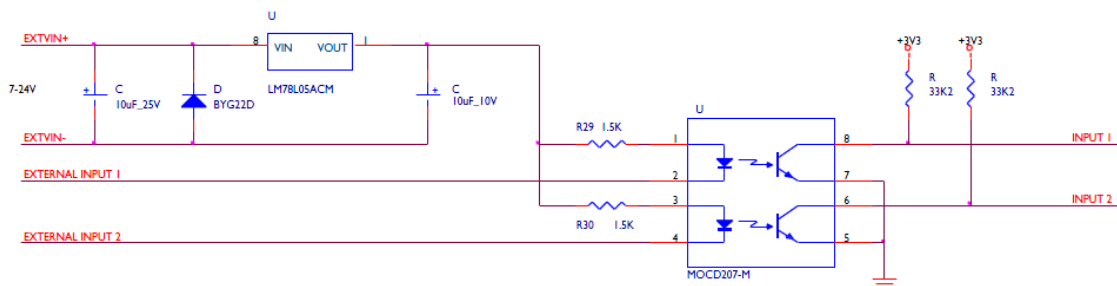 U
EXTVIN+
8
VIN
VOUT
1
LM78L05ACM
7-24V
+
C
10uF_25V
D
BYG22D
+
C
10uF_10V
EXTVIN-
+3V3
+3V3
R
33K2
R
33K2
U
R29 1.5K
1
8
INPUT 1
EXTERNAL INPUT 1
2
7
3
6
INPUT 2
R30 1.5K
EXTERNAL INPUT 2
4
5
MOCD207-M